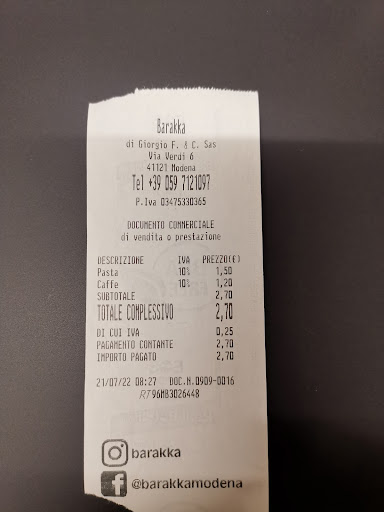 Barakka
di Giorgio F. & C. Sas
Via Verdi 6
41121 Modena
Tel +39 059 7121097
P.Iva 03475330365
DOCUMENTO COMMERCIALE
di vendita o prestazione
DESCRIZIONE IVA PREZZO(€)
Pasta 10% 1,50
Caffe 10% 1,20
SUBTOTALE 2,70
TOTALE COMPLESSIVO 2,70
DI CUI IVA 0,25
PAGAMENTO CONTANTE 2,70
IMPORTO PAGATO 2,70
21/07/22 08:27 DOC.N.0909-0016
RT 96MB3026448
barakka
@barakkamodena